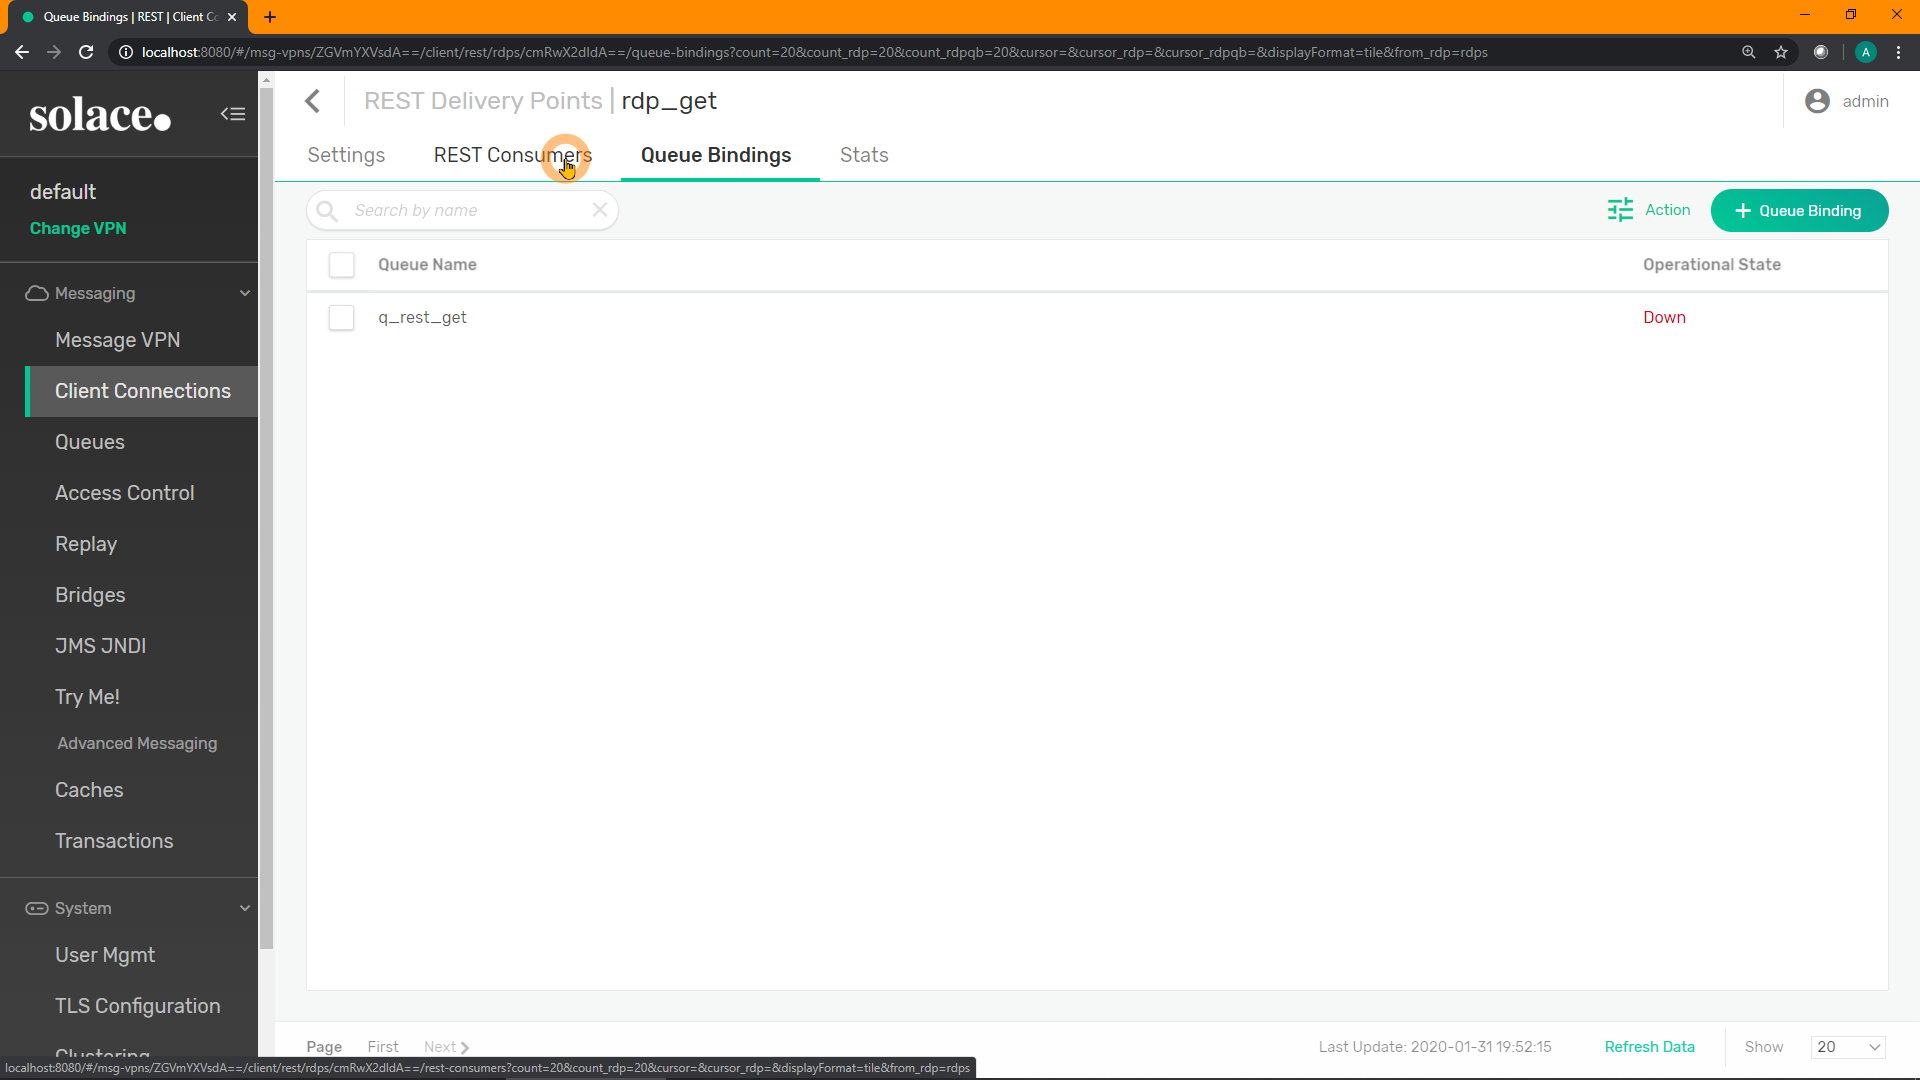 Queue Bindings | REST | Client Co
localhost:8080/#/msg-vpns/ZGVmYXVsdA==/client/rest/rdps/cmRwX2dldA==/queue-bindings?count=20&count_rdp=20&count_rdpqb=20&cursor=&cursor_rdp=&cursor_rdpqb=&displayFormat=tile&from_rdp=rdps
A
solace.
REST Delivery Points | rdp_get
admin
Settings
REST Consumers
Queue Bindings
Stats
default
Change VPN
Search by name
Action
+ Queue Binding
Queue Name
Operational State
q_rest_get
Down
Messaging
Message VPN
Client Connections
Queues
Access Control
Replay
Bridges
JMS JNDI
Try Me!
Advanced Messaging
Caches
Transactions
System
User Mgmt
TLS Configuration
Clustering
Page
First
Next
Last Update: 2020-01-31 19:52:15
Refresh Data
Show
20
localhost:8080/#/msg-vpns/ZGVmYXVsdA==/client/rest/rdps/cmRwX2dldA==/rest-consumers?count=20&count_rdp=20&cursor=&cursor_rdp=&displayFormat=tile&from_rdp=rdps